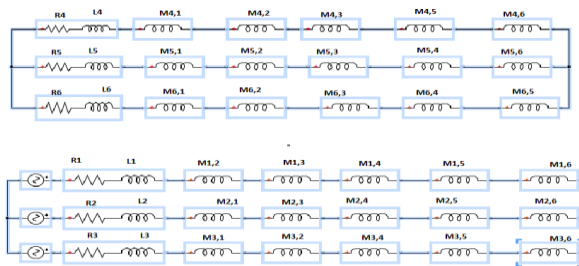 R4 L4 M4,1 M4,2 M4,3 M4,5 M4,6
R5 L5 M5,1 M5,2 M5,3 M5,4 M5,6
R6 L6 M6,1 M6,2 M6,3 M6,4 M6,5
R1 L1 M1,2 M1,3 M1,4 M1,5 M1,6
R2 L2 M2,1 M2,3 M2,4 M2,5 M2,6
R3 L3 M3,1 M3,2 M3,4 M3,5 M3,6